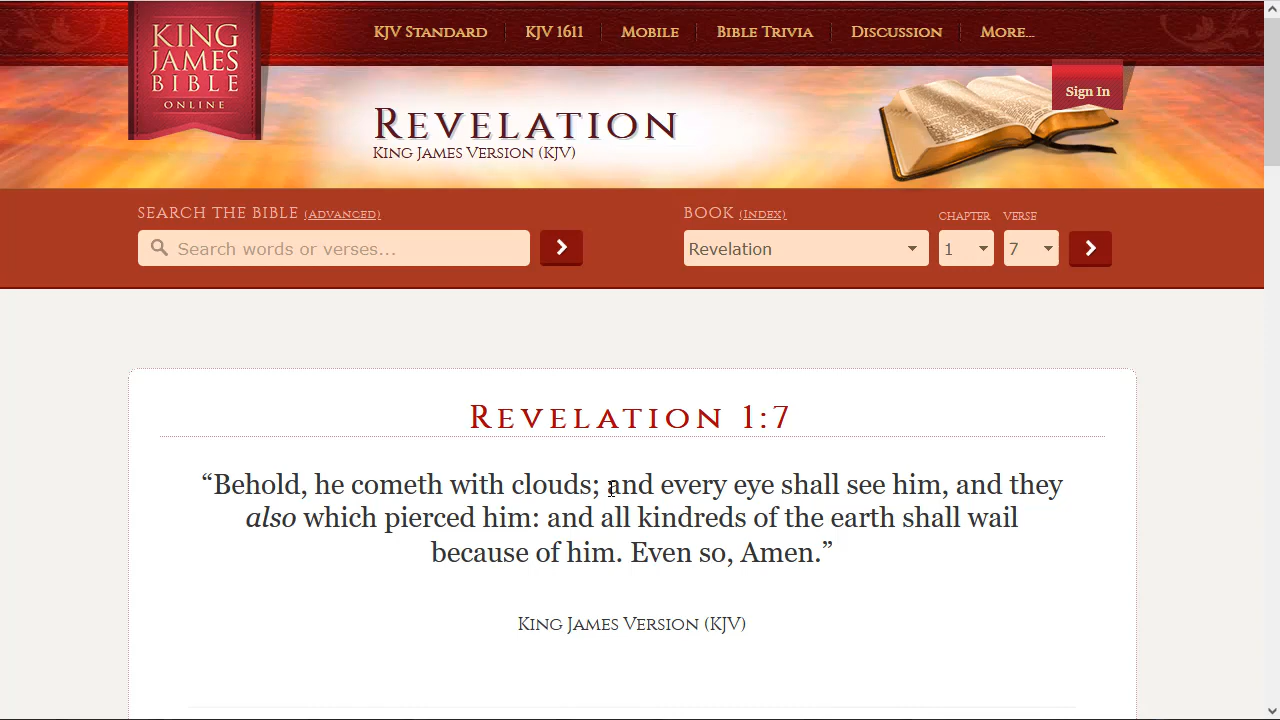 KING
JAMES
BIBLE
ONLINE
KJV Standard
KJV 1611
Mobile
Bible Trivia
Discussion
More...
Sign In
Revelation
King James Version (KJV)
SEARCH THE BIBLE (Advanced)
Search words or verses...
BOOK (Index)
CHAPTER
VERSE
Revelation
1
7
Revelation 1:7
“Behold, he cometh with clouds; and every eye shall see him, and they
also which pierced him: and all kindreds of the earth shall wail
because of him. Even so, Amen.”
King James Version (KJV)